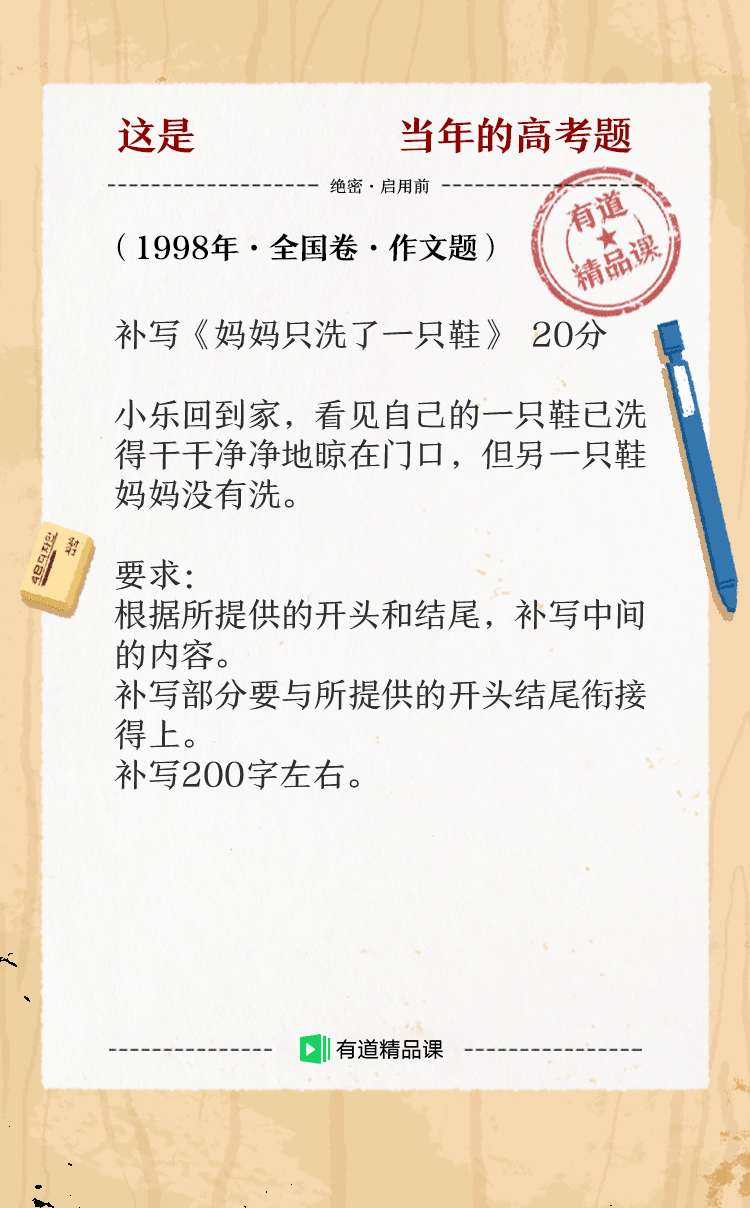 这是 当年的高考题
绝密·启用前
有道
精品课
（1998年·全国卷·作文题）
补写《妈妈只洗了一只鞋》 20分
小乐回到家，看见自己的一只鞋已洗
得干干净净地晾在门口，但另一只鞋
妈妈没有洗。
要求：
根据所提供的开头和结尾，补写中间
的内容。
补写部分要与所提供的开头结尾衔接
得上。
补写200字左右。
有道精品课